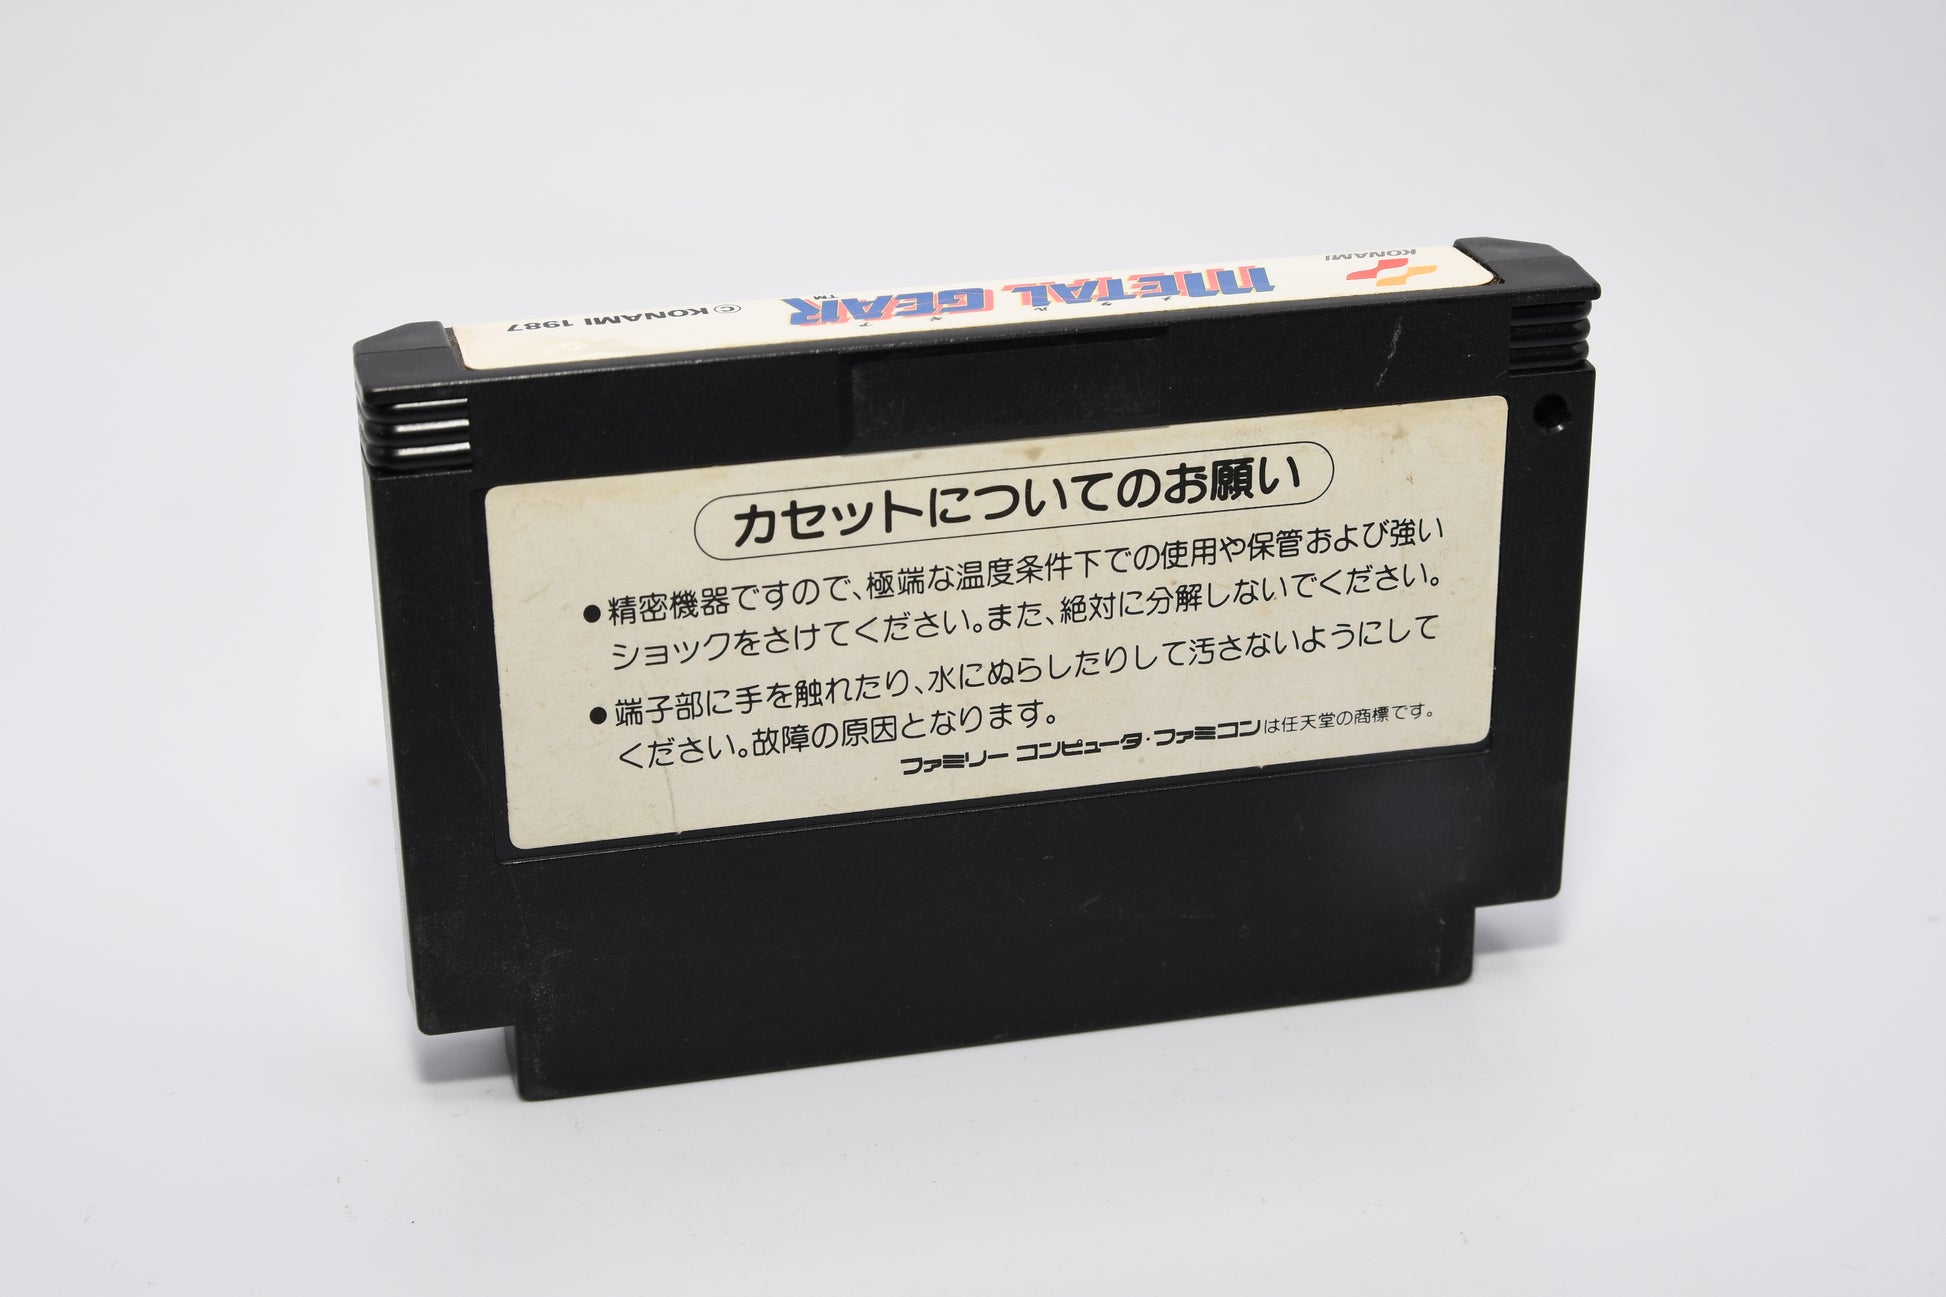 KONAMI
METAL GEAR™
メタルギア
© KONAMI 1987
カセットについてのお願い
●精密機器ですので、極端な温度条件下での使用や保管および強い
ショックをさけてください。また、絶対に分解しないでください。
●端子部に手を触れたり、水にぬらしたりして汚さないようにして
ください。故障の原因となります。
ファミリー コンピュータ・ファミコンは任天堂の商標です。